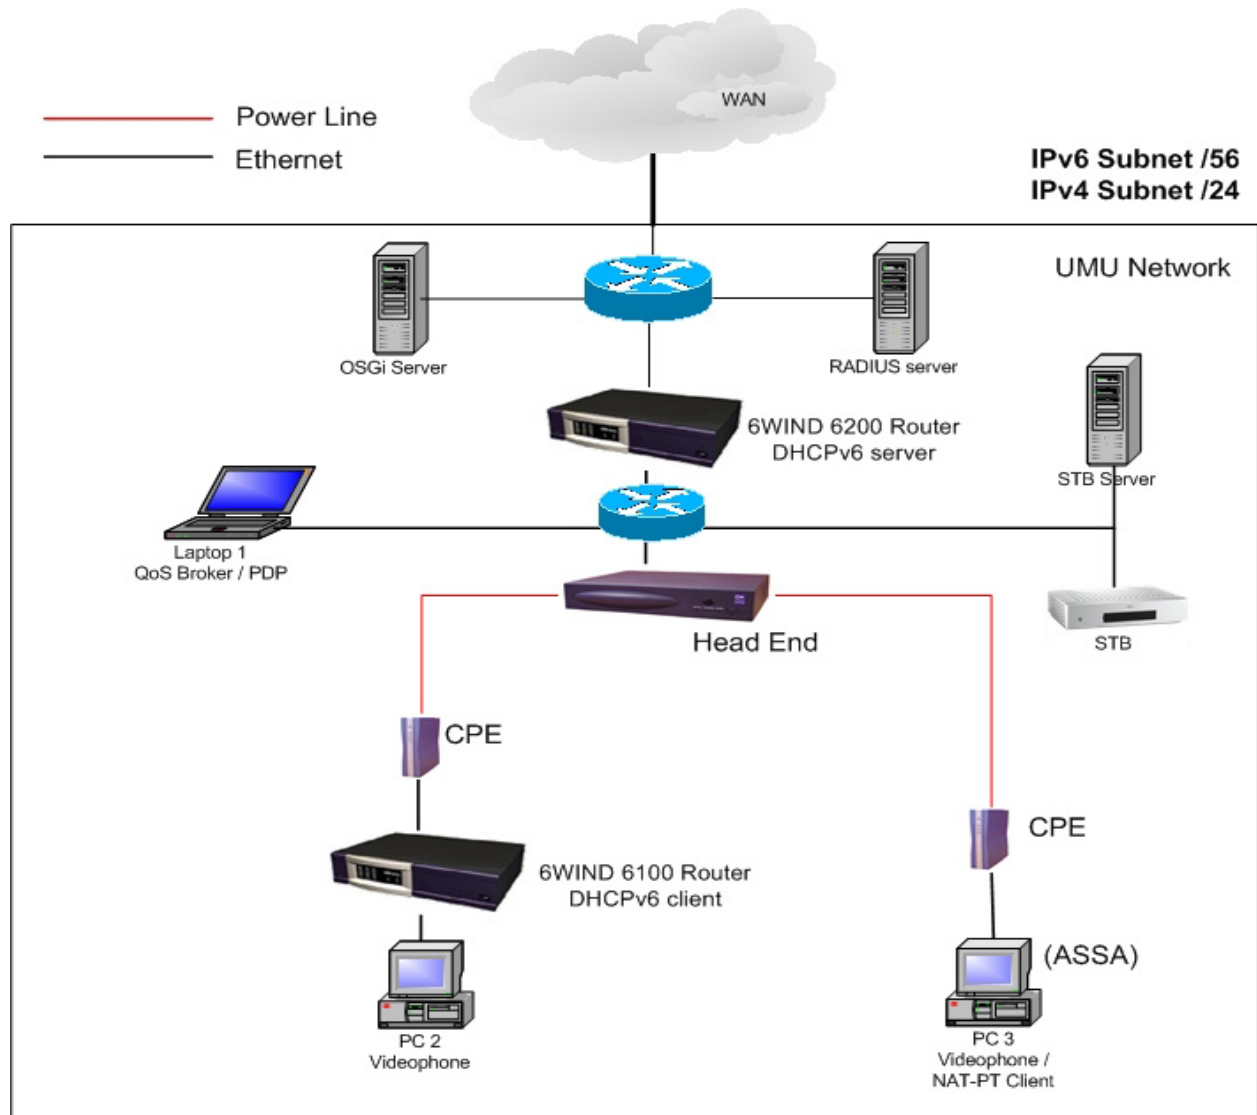 WAN
Power Line
Ethernet
IPv6 Subnet /56
IPv4 Subnet /24
UMU Network
OSGi Server
RADIUS server
6WIND 6200 Router
DHCPv6 server
STB Server
Laptop 1
QoS Broker / PDP
Head End
STB
CPE
CPE
6WIND 6100 Router
DHCPv6 client
(ASSA)
PC 2
Videophone
PC 3
Videophone /
NAT-PT Client